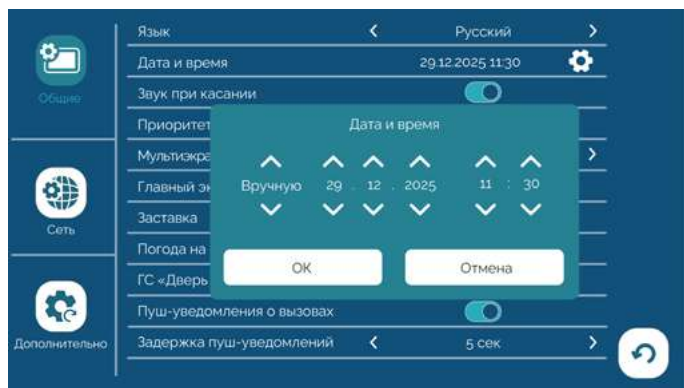 Язык
Русский
Дата и время
29.12.2025 11:30
Общие
Звук при касании
Приоритет
Дата и время
Мультиэкра
Главный эк
Вручную 29 . 12 . 2025 11 : 30
Сеть
Заставка
Погода на
ОК
Отмена
ГС «Дверь
Пуш-уведомления о вызовах
Дополнительно
Задержка пуш-уведомлений
5 сек